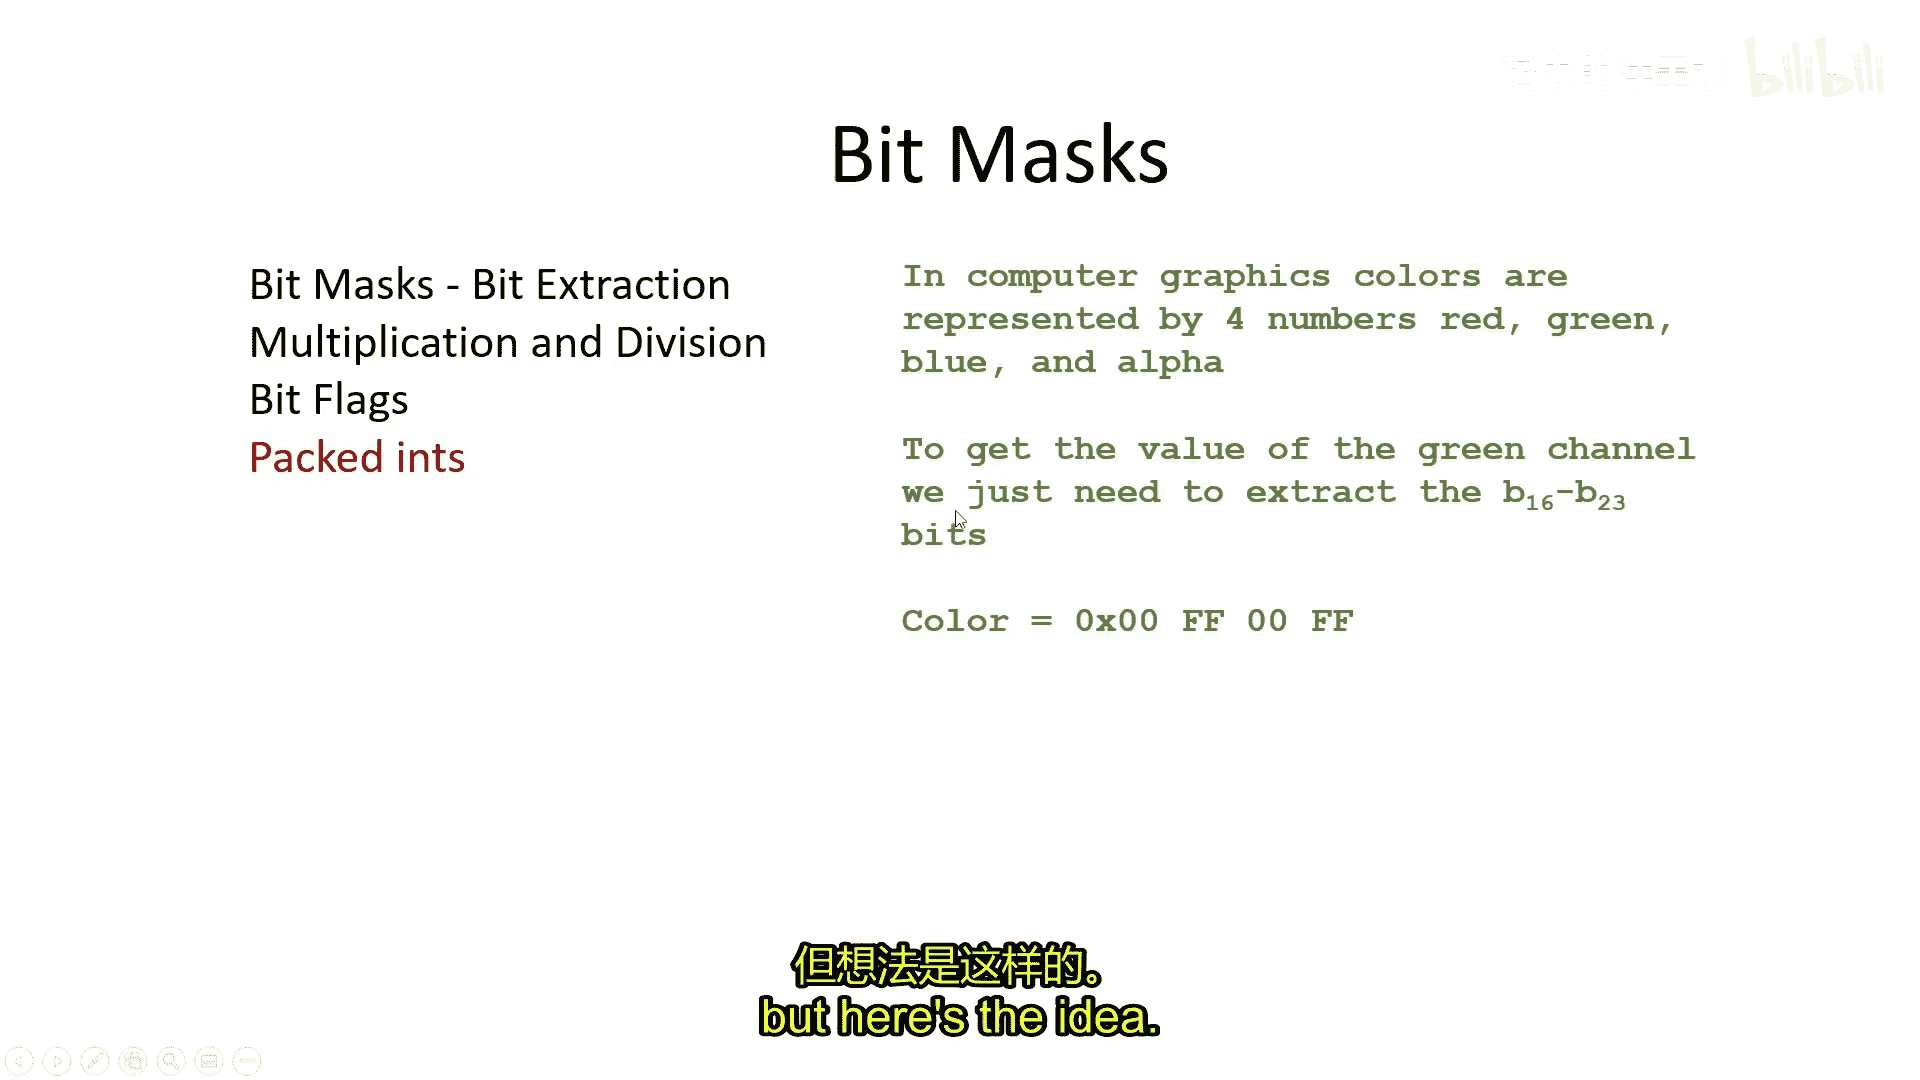 bilibili
Bit Masks
Bit Masks - Bit Extraction
Multiplication and Division
Bit Flags
Packed ints
In computer graphics colors are
represented by 4 numbers red, green,
blue, and alpha
To get the value of the green channel
we just need to extract the b16-b23
bits
Color = 0x00 FF 00 FF
但想法是这样的。
but here's the idea.